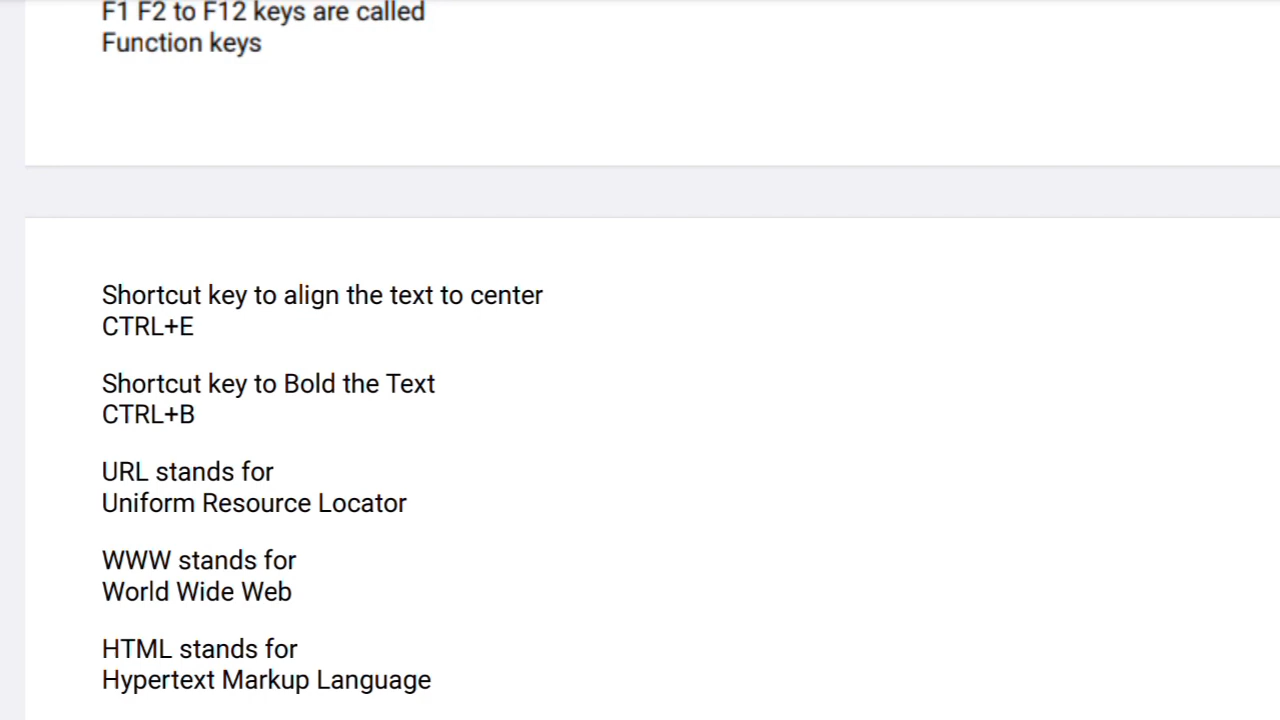 F1 F2 to F12 keys are called
Function keys
Shortcut key to align the text to center
CTRL+E
Shortcut key to Bold the Text
CTRL+B
URL stands for
Uniform Resource Locator
WWW stands for
World Wide Web
HTML stands for
Hypertext Markup Language